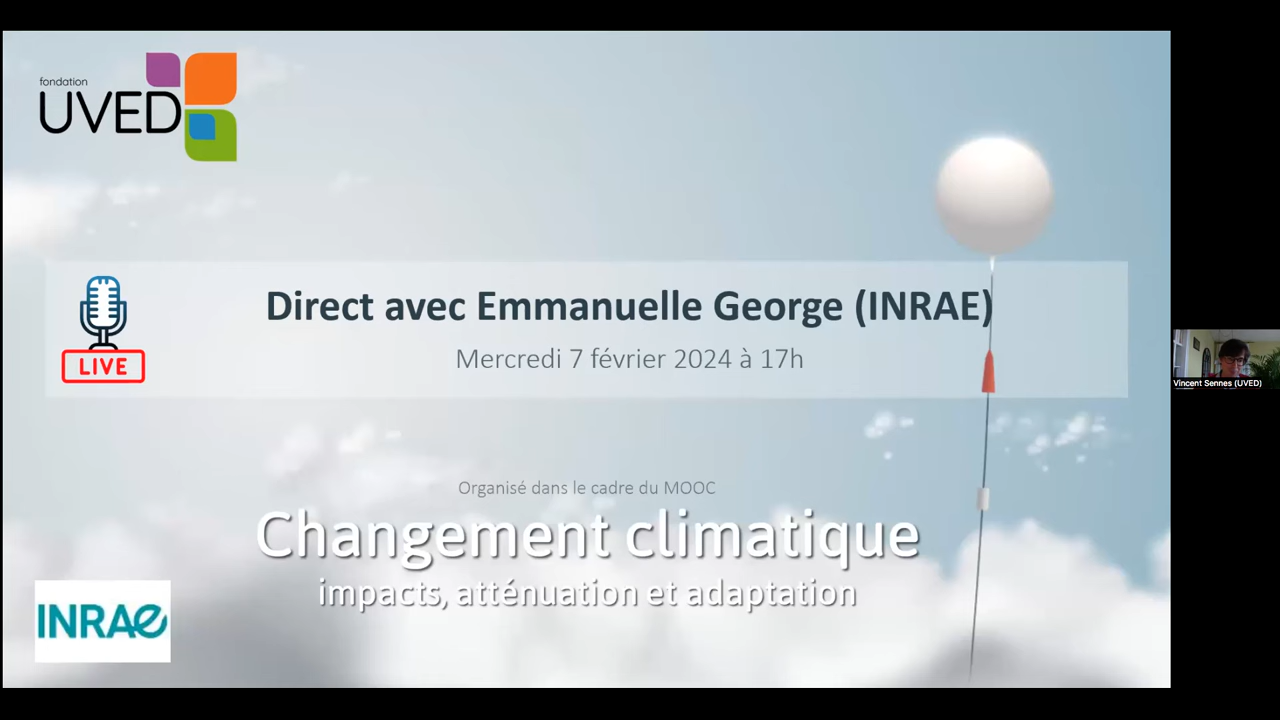 fondation
UVED
Direct avec Emmanuelle George (INRAE)
Mercredi 7 février 2024 à 17h
LIVE
Vincent Sennes (UVED)
Organisé dans le cadre du MOOC
Changement climatique
impacts, atténuation et adaptation
INRAE